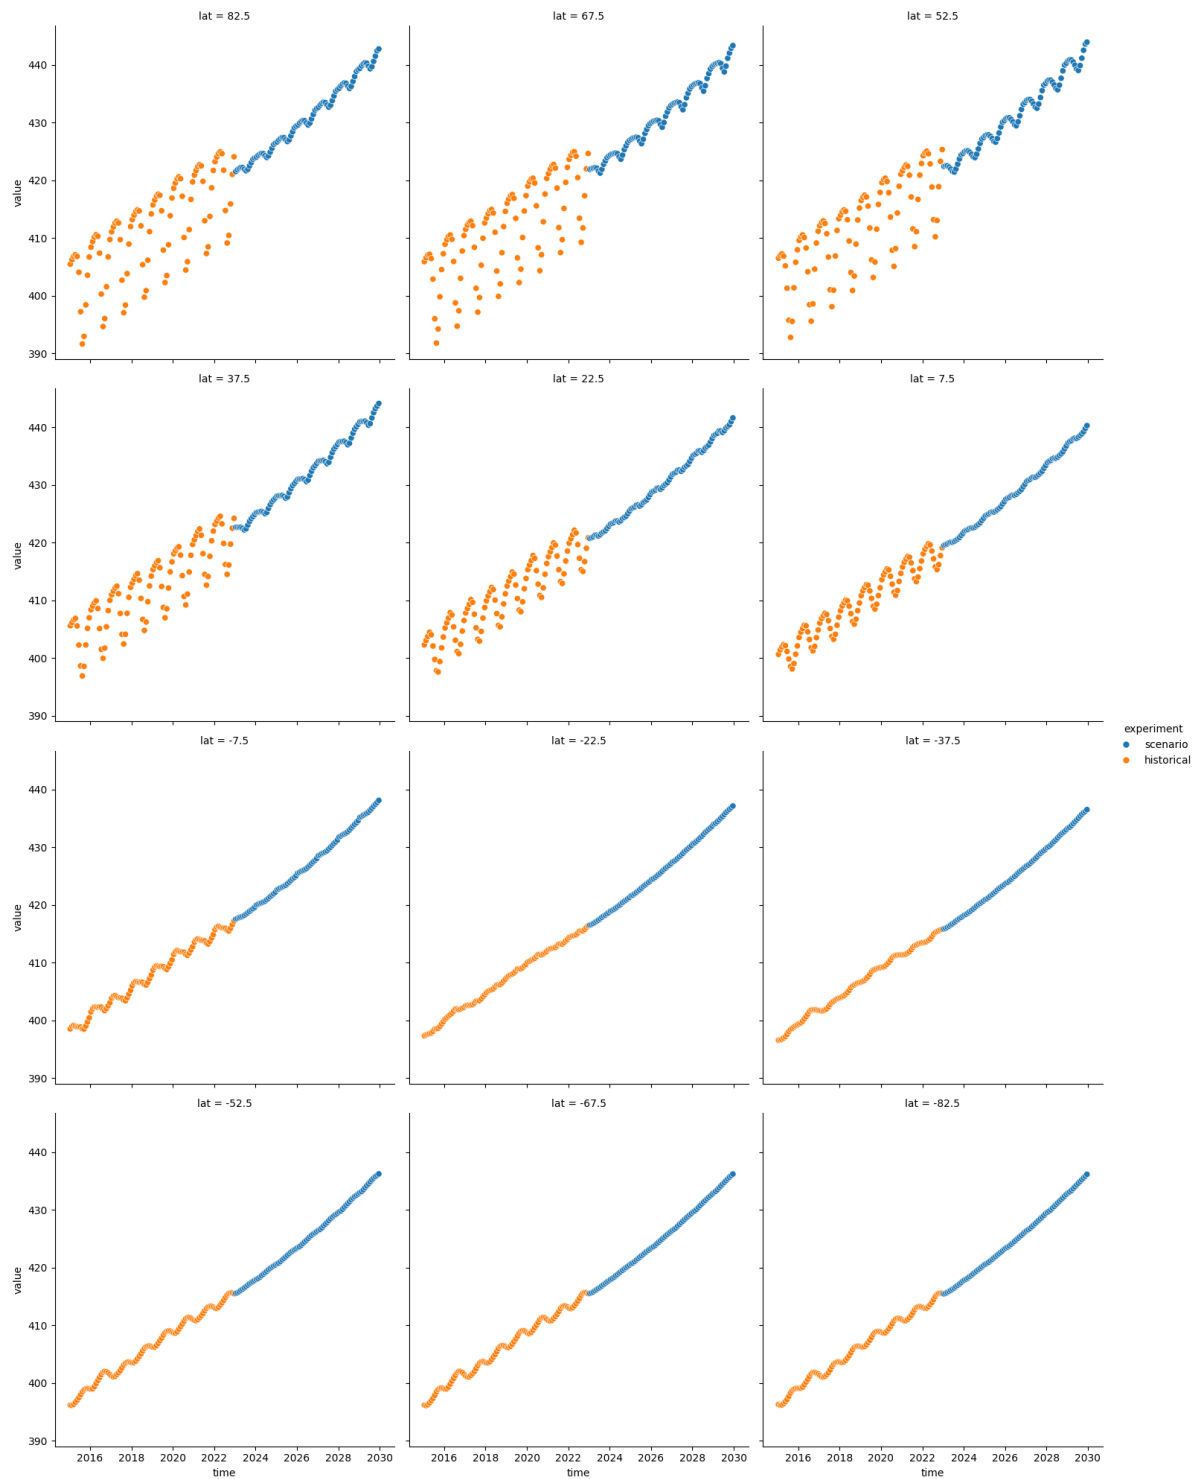 lat = 82.5
lat = 67.5
lat = 52.5
440
430
420
410
400
390
value
lat = 37.5
lat = 22.5
lat = 7.5
440
430
420
410
400
390
value
experiment
scenario
historical
lat = -7.5
lat = -22.5
lat = -37.5
440
430
420
410
400
390
value
lat = -52.5
lat = -67.5
lat = -82.5
440
430
420
410
400
390
value
2016 2018 2020 2022 2024 2026 2028 2030
2016 2018 2020 2022 2024 2026 2028 2030
2016 2018 2020 2022 2024 2026 2028 2030
time
time
time